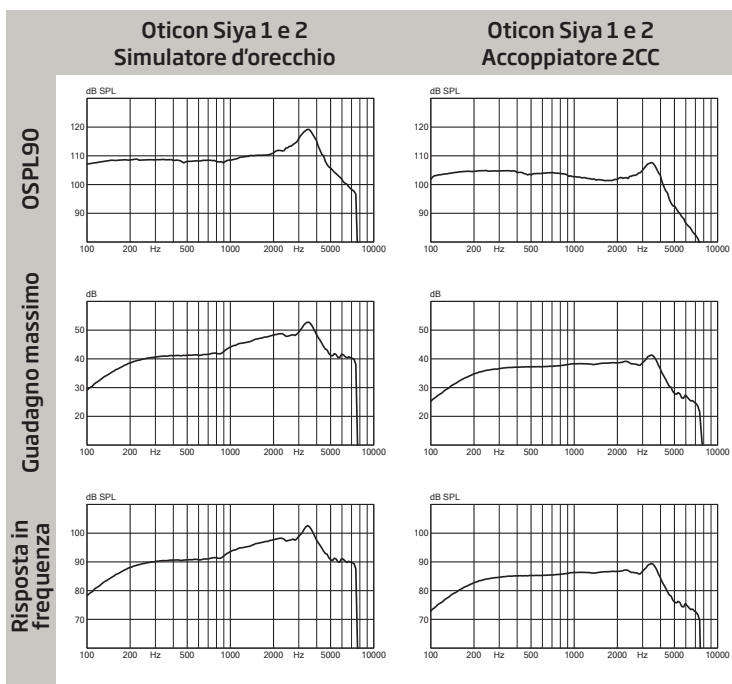 Oticon Siya 1 e 2
Simulatore d'orecchio
Oticon Siya 1 e 2
Accoppiatore 2CC
OSPL90
dB SPL
120
110
100
90
100 200 Hz 500 1000 2000 Hz 5000 10000
dB SPL
120
110
100
90
100 200 Hz 500 1000 2000 Hz 5000 10000
Guadagno massimo
dB
50
40
30
20
100 200 Hz 500 1000 2000 Hz 5000 10000
dB
50
40
30
20
100 200 Hz 500 1000 2000 Hz 5000 10000
Risposta in
frequenza
dB SPL
100
90
80
70
100 200 Hz 500 1000 2000 Hz 5000 10000
dB SPL
100
90
80
70
100 200 Hz 500 1000 2000 Hz 5000 10000